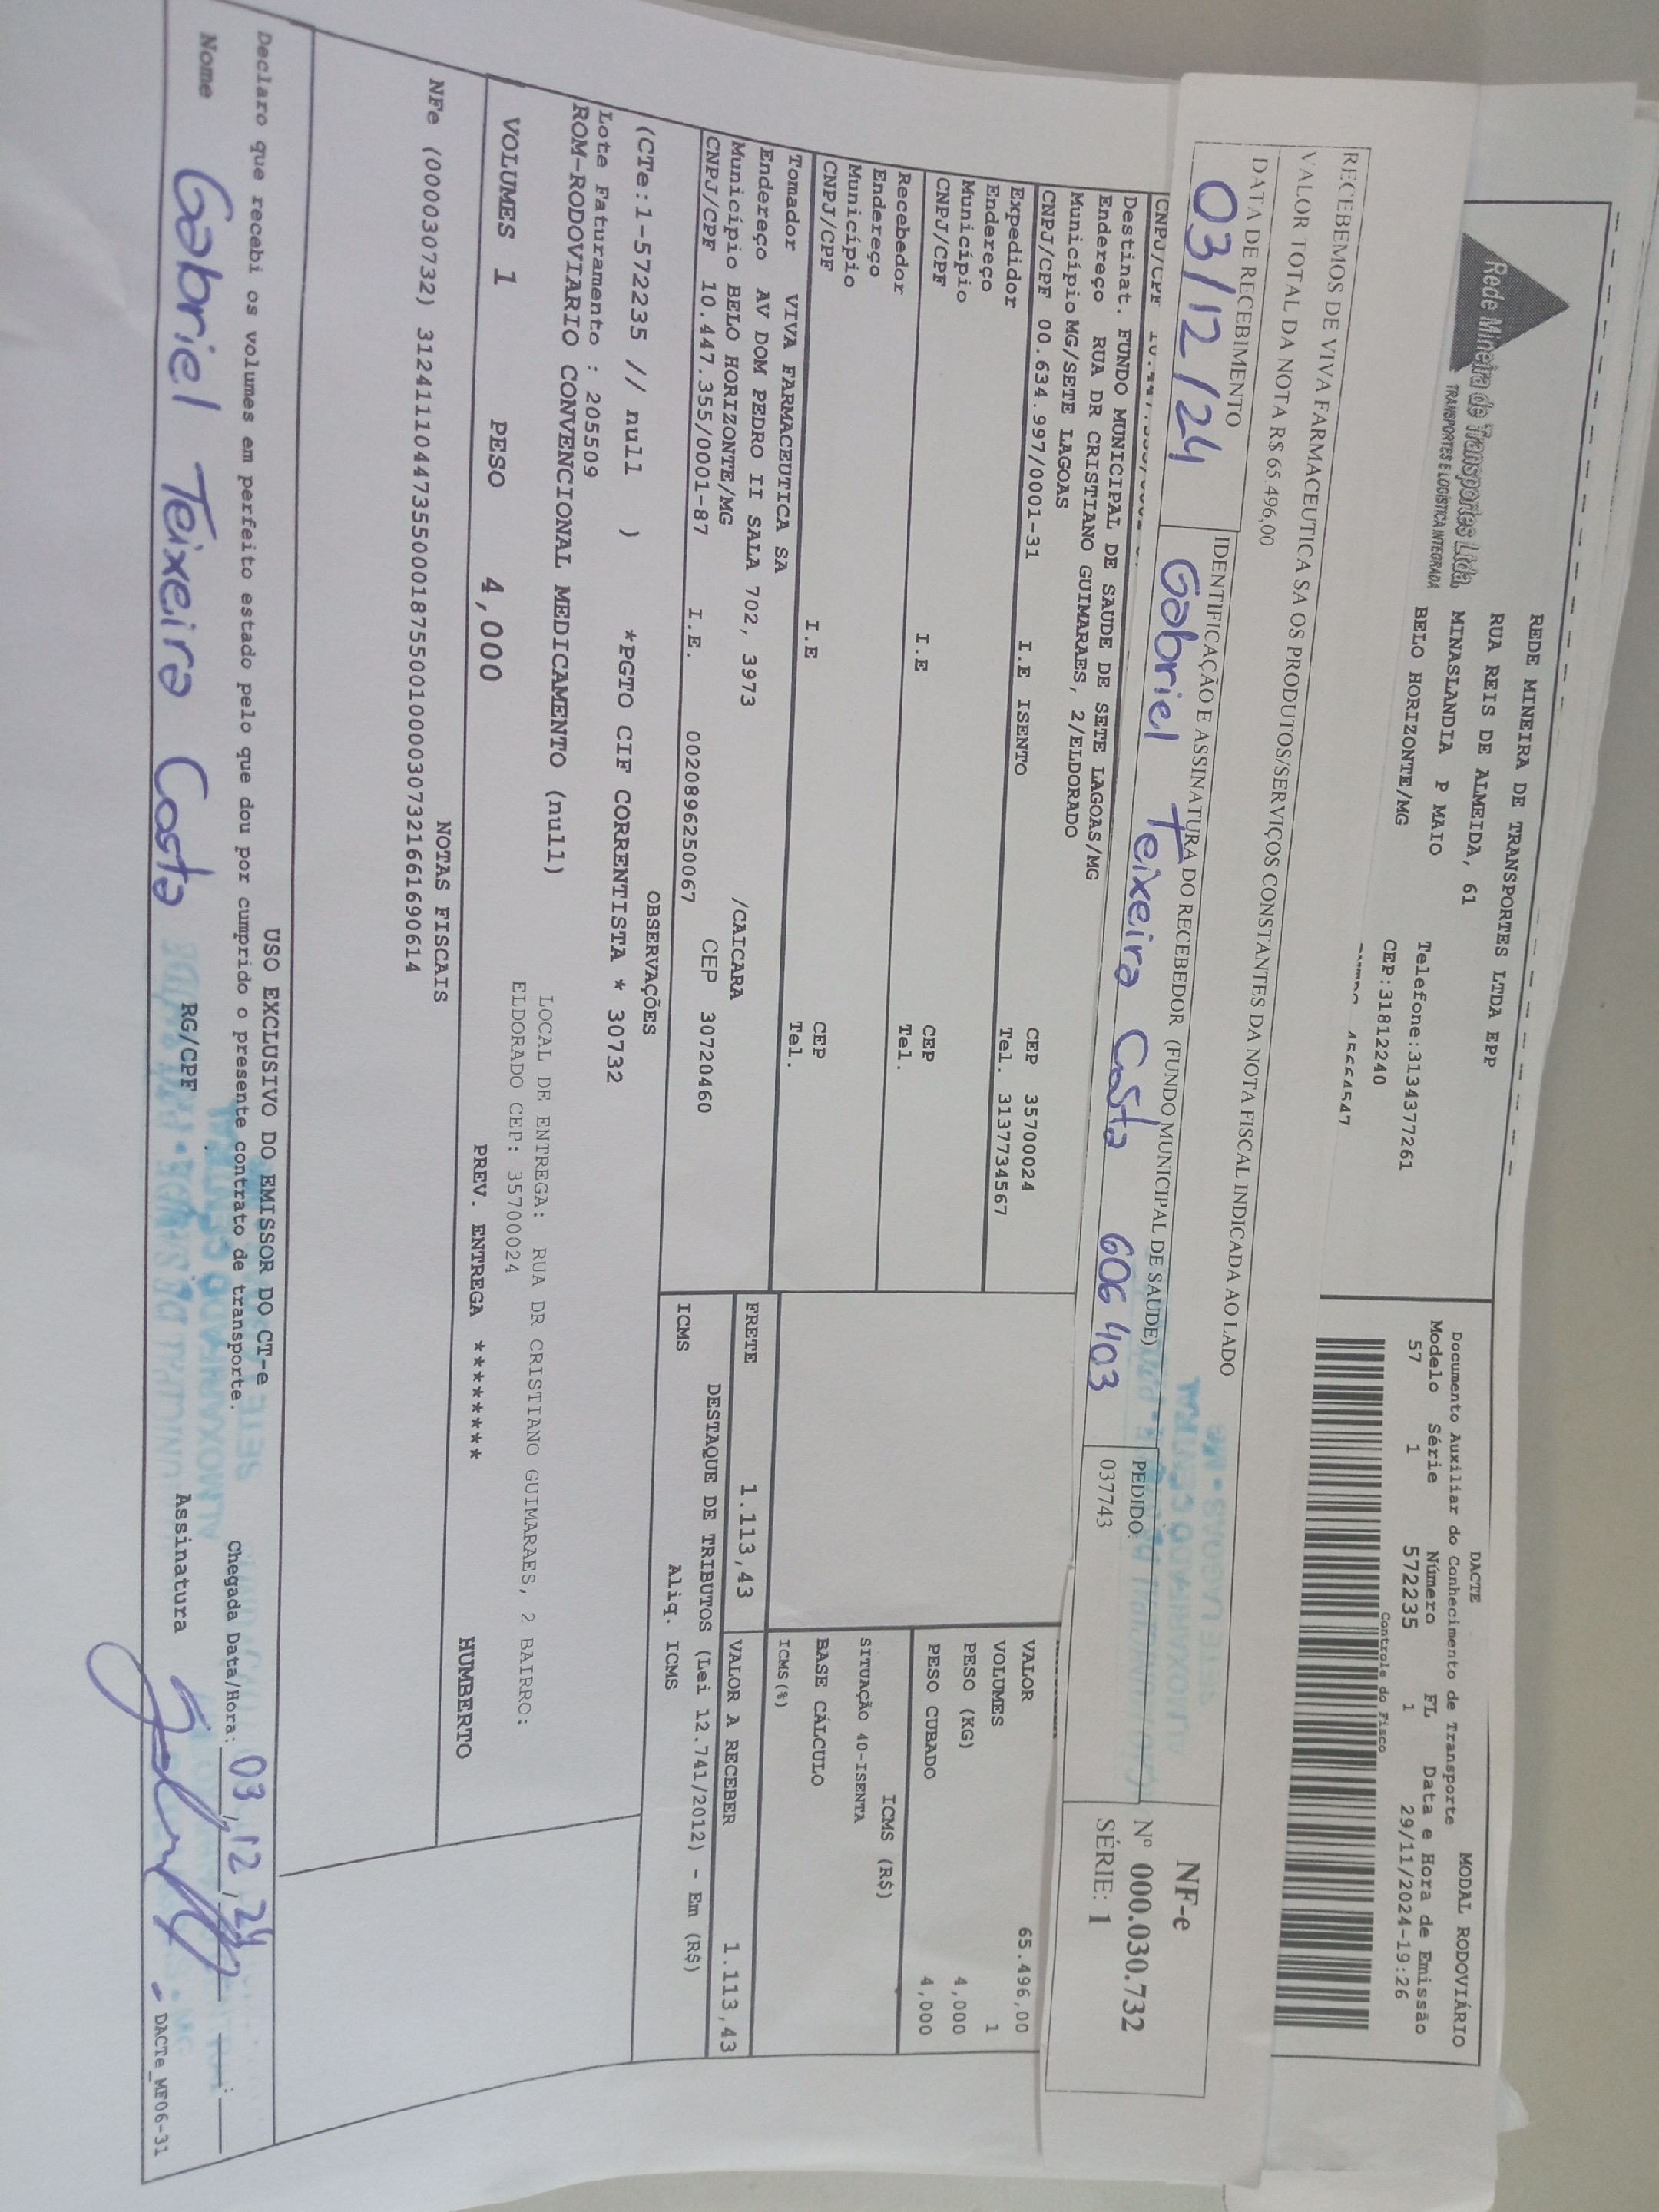 Rede Mineira de Transportes Ltda.
TRANSPORTES E LOGÍSTICA INTEGRADA
REDE MINEIRA DE TRANSPORTES LTDA EPP
RUA REIS DE ALMEIDA, 61
MINASLANDIA P MAIO
BELO HORIZONTE/MG
Telefone:3134377261
CEP:31812240
DACTE
MODAL RODOVIÁRIO
Documento Auxiliar do Conhecimento de Transporte
Modelo Série Número FL Data e Hora de Emissão
57 1 572235 1 29/11/2024-19:26
Controle do Fisco
RECEBEMOS DE VIVA FARMACEUTICA SA OS PRODUTOS/SERVIÇOS CONSTANTES DA NOTA FISCAL INDICADA AO LADO
VALOR TOTAL DA NOTA R$ 65.496,00
DATA DE RECEBIMENTO
03/12/24
IDENTIFICAÇÃO E ASSINATURA DO RECEBEDOR (FUNDO MUNICIPAL DE SAUDE)
Gabriel Teixeira Costa 606403
PEDIDO:
037743
NF-e
Nº 000.030.732
SÉRIE: 1
CNPJ/CPF
Destinat. FUNDO MUNICIPAL DE SAUDE DE SETE LAGOAS/MG
Endereço RUA DR CRISTIANO GUIMARAES, 2/ELDORADO
Município MG/SETE LAGOAS CEP 35700024
CNPJ/CPF 00.634.997/0001-31 I.E ISENTO Tel. 3137734567
Expedidor
Endereço
Município CEP
CNPJ/CPF I.E Tel.
Recebedor
Endereço
Município CEP
CNPJ/CPF I.E Tel.
Tomador VIVA FARMACEUTICA SA
Endereço AV DOM PEDRO II SALA 702, 3973 /CAICARA
Município BELO HORIZONTE/MG CEP 30720460
CNPJ/CPF 10.447.355/0001-87 I.E. 0020896250067
VALOR 65.496,00
VOLUMES 1
PESO (KG) 4,000
PESO CUBADO 4,000
ICMS (R$)
SITUAÇÃO 40-ISENTA
BASE CÁLCULO
ICMS(%)
FRETE 1.113,43
VALOR A RECEBER 1.113,43
DESTAQUE DE TRIBUTOS (Lei 12.741/2012) - Em (R$)
ICMS Aliq. ICMS
OBSERVAÇÕES
(CTe:1-572235 // null ) *PGTO CIF CORRENTISTA * 30732
Lote Faturamento : 205509
ROM-RODOVIARIO CONVENCIONAL MEDICAMENTO (null)
LOCAL DE ENTREGA: RUA DR CRISTIANO GUIMARAES, 2 BAIRRO:
ELDORADO CEP: 35700024
VOLUMES 1 PESO 4,000 PREV. ENTREGA ******** HUMBERTO
NOTAS FISCAIS
NFe (000030732) 31241110447355000187550010000307321661690614
USO EXCLUSIVO DO EMISSOR DO CT-e
Declaro que recebi os volumes em perfeito estado pelo que dou por cumprido o presente contrato de transporte.
Chegada Data/Hora: 03/12/24
Nome Gabriel Teixeira Costa RG/CPF Assinatura
DACTe_MF06-31